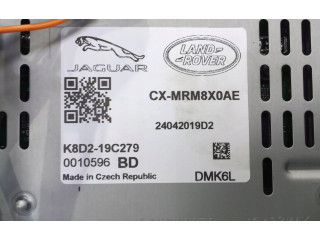 JAGUAR
LAND-
ROVER
CX-MRM8X0AE
24042019D2
K8D2-19C279
0010596 BD
Made in Czech Republic
DMK6L